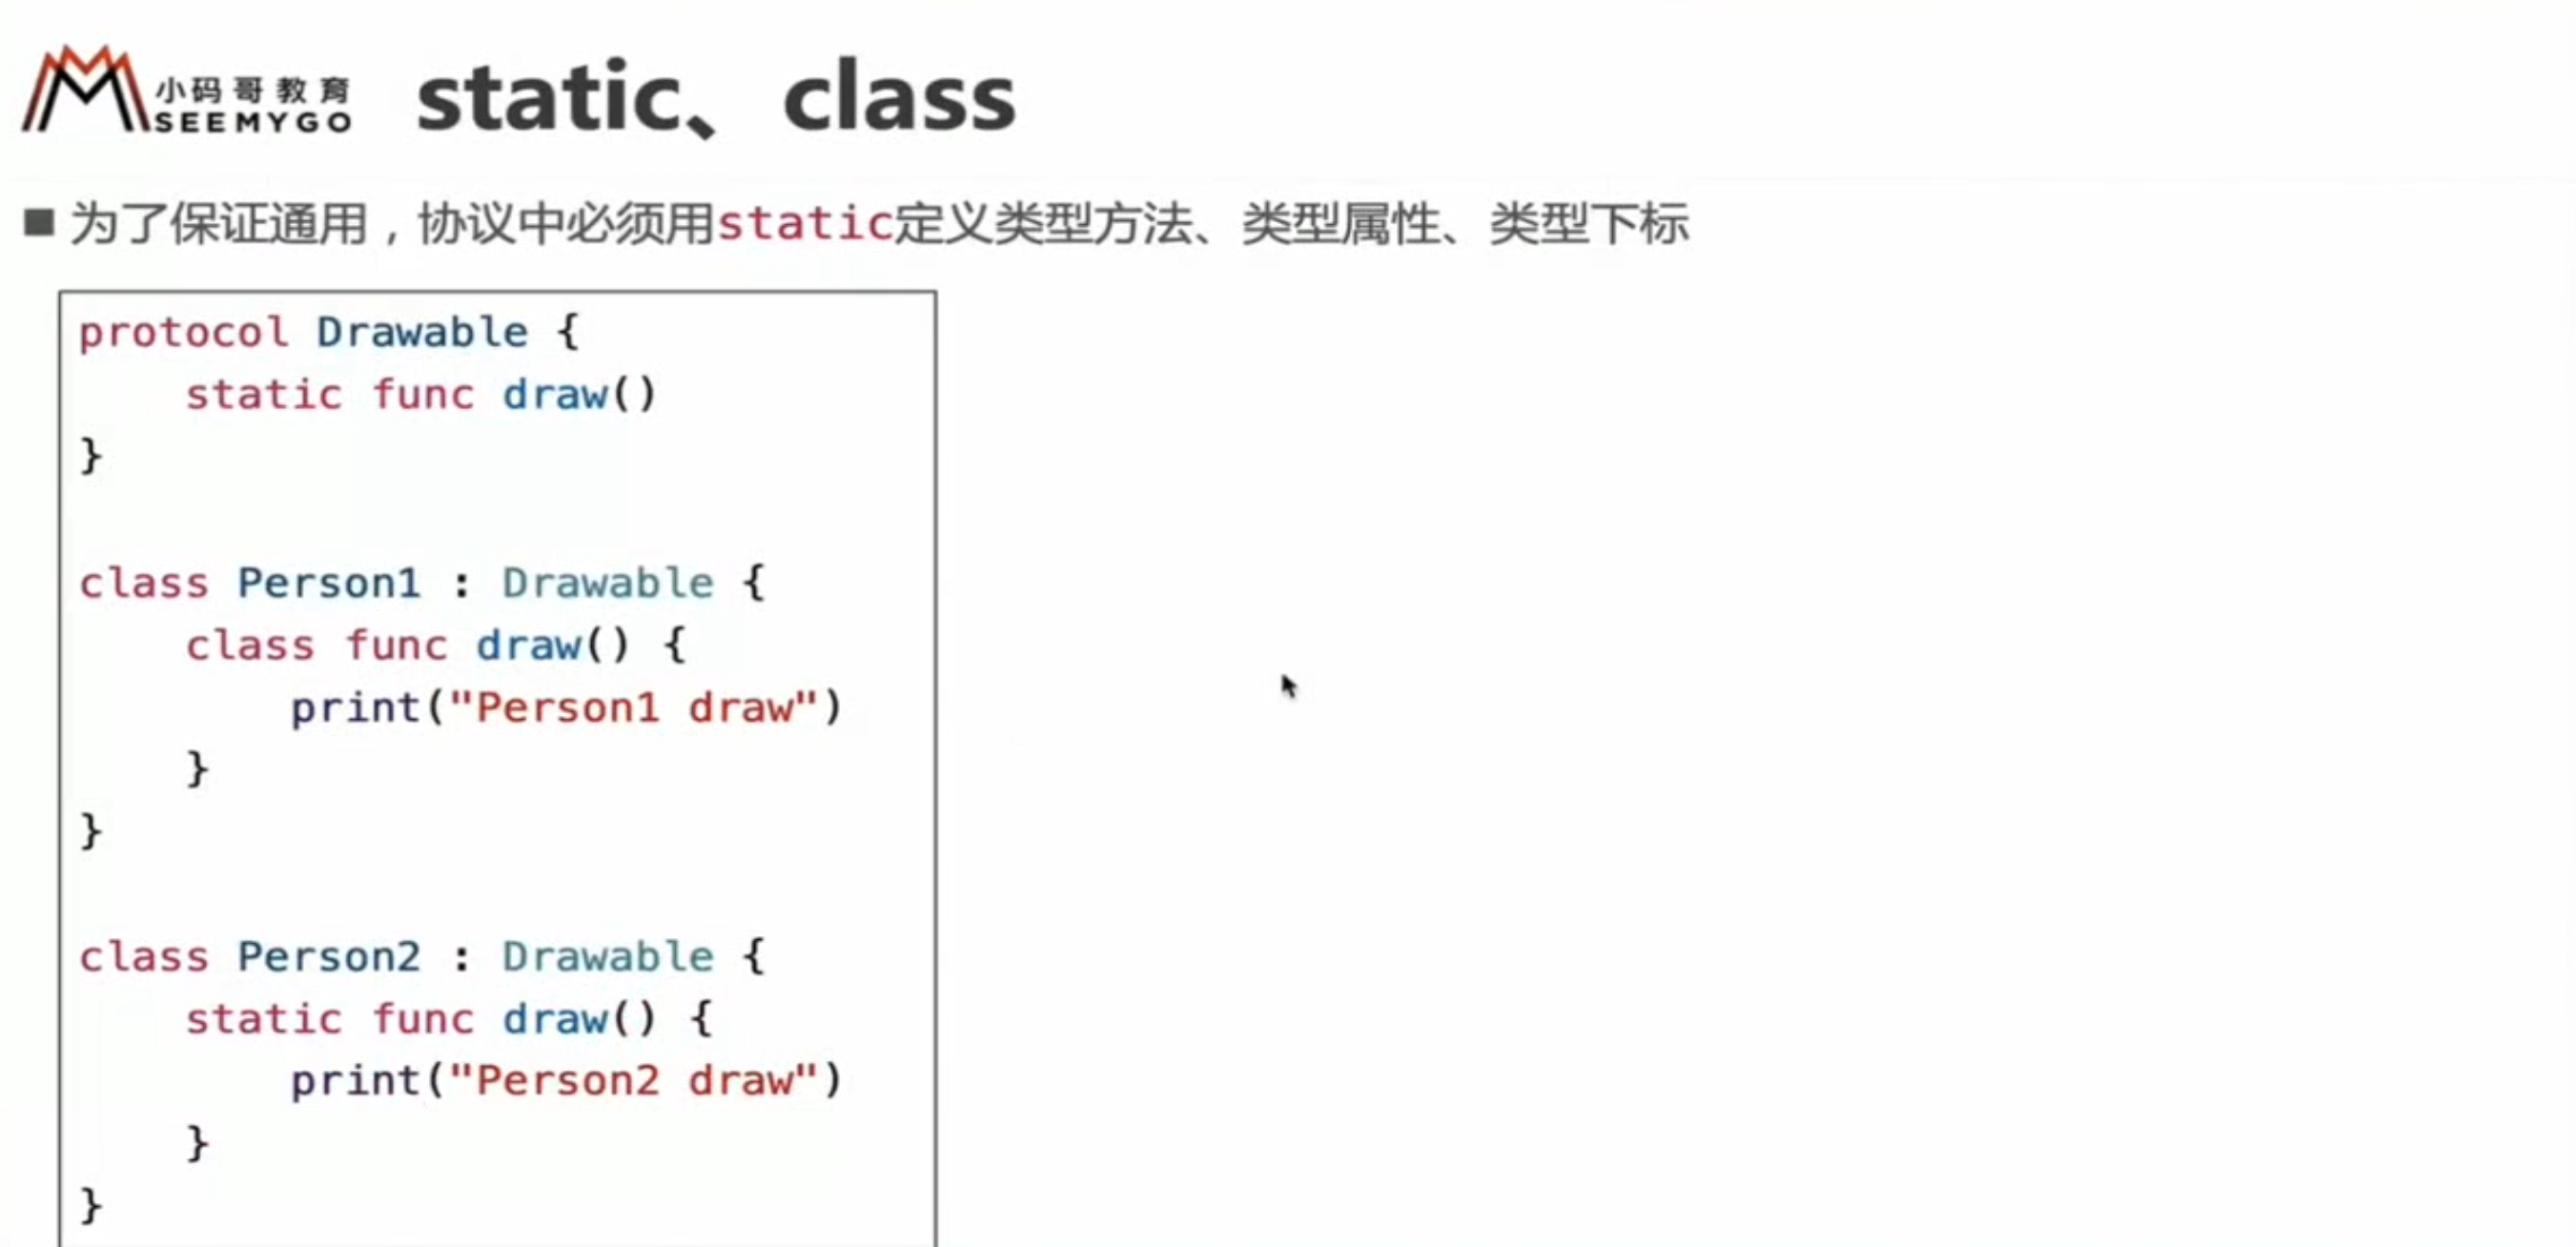 小码哥教育
SEEMYGO
static、class
■ 为了保证通用，协议中必须用static定义类型方法、类型属性、类型下标
protocol Drawable {
    static func draw()
}
class Person1 : Drawable {
    class func draw() {
        print("Person1 draw")
    }
}
class Person2 : Drawable {
    static func draw() {
        print("Person2 draw")
    }
}